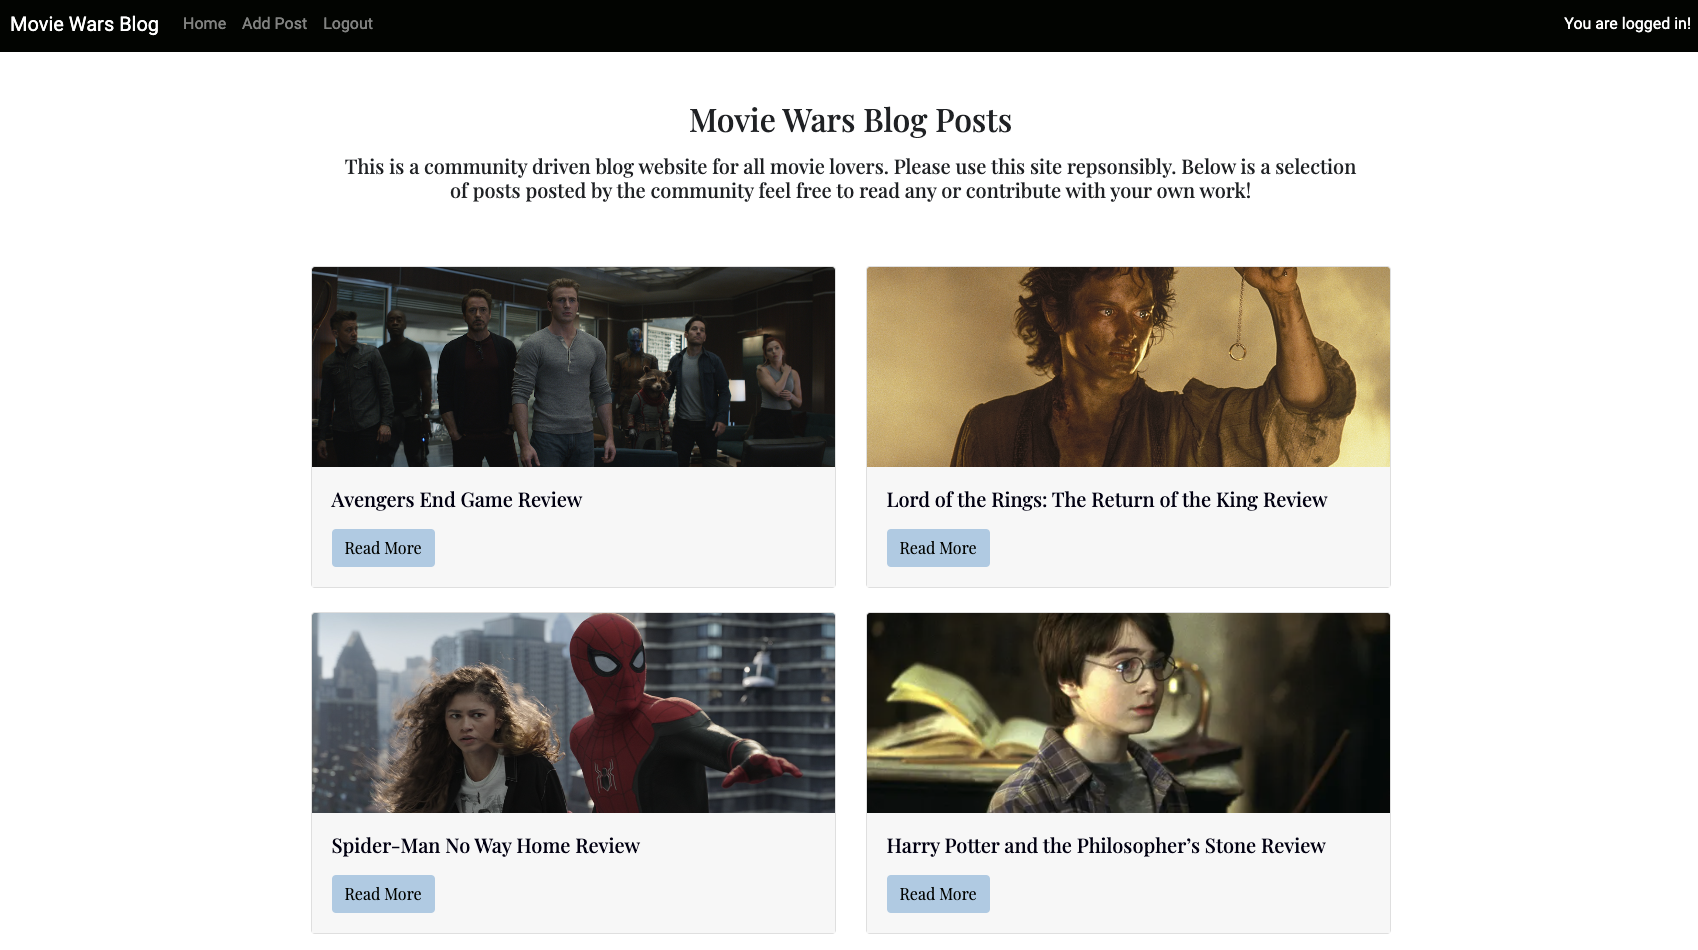 Movie Wars Blog Home Add Post Logout You are logged in!
Movie Wars Blog Posts
This is a community driven blog website for all movie lovers. Please use this site repsonsibly. Below is a selection
of posts posted by the community feel free to read any or contribute with your own work!
Avengers End Game Review
Read More
Lord of the Rings: The Return of the King Review
Read More
Spider-Man No Way Home Review
Read More
Harry Potter and the Philosopher’s Stone Review
Read More